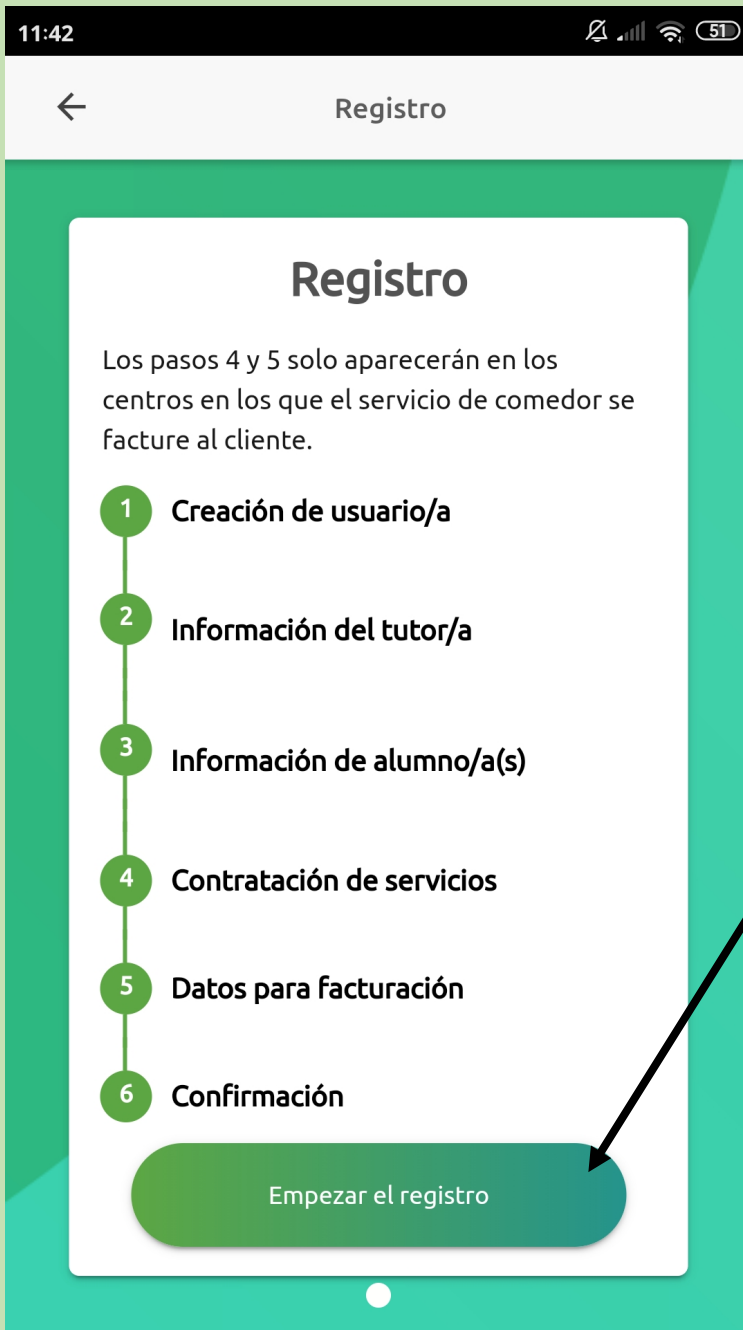 11:42
51
Registro
Registro
Los pasos 4 y 5 solo aparecerán en los
centros en los que el servicio de comedor se
facture al cliente.
1 Creación de usuario/a
2 Información del tutor/a
3 Información de alumno/a(s)
4 Contratación de servicios
5 Datos para facturación
6 Confirmación
Empezar el registro